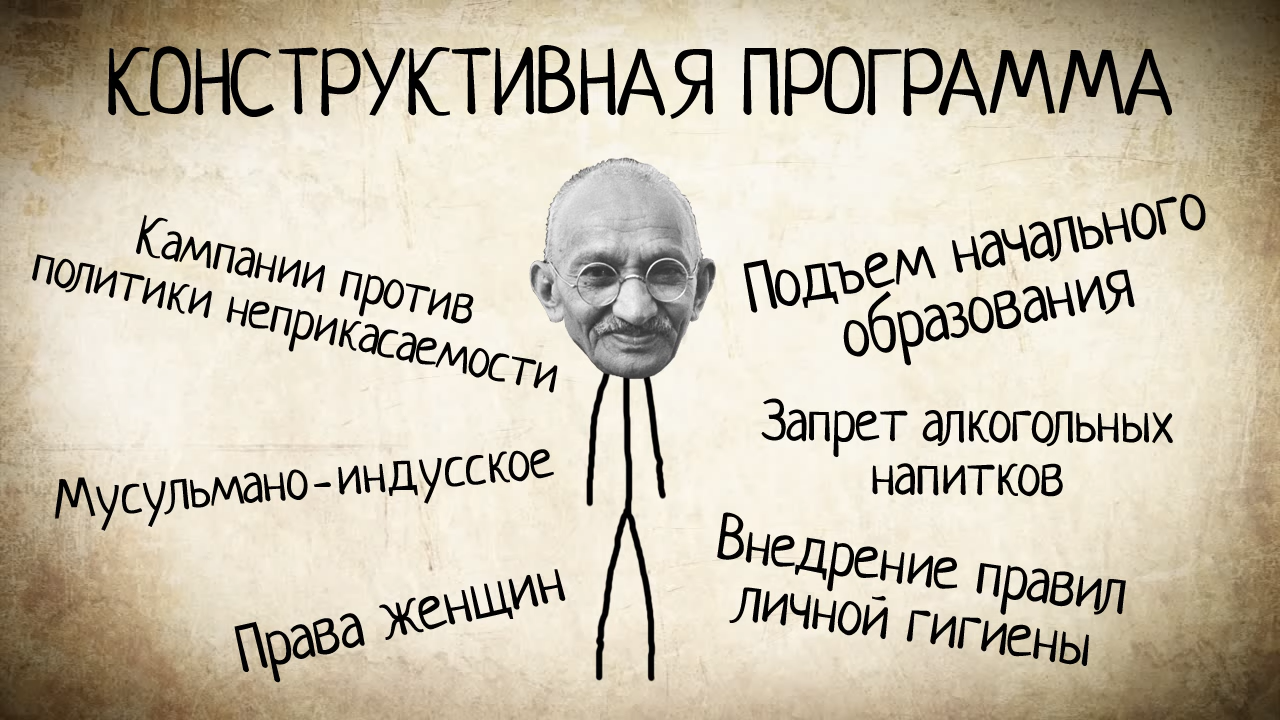 КОНСТРУКТИВНАЯ ПРОГРАММА
Кампании против
политики неприкасаемости
Мусульмано-индусское
Права женщин
Подъем начального
образования
Запрет алкогольных
напитков
Внедрение правил
личной гигиены